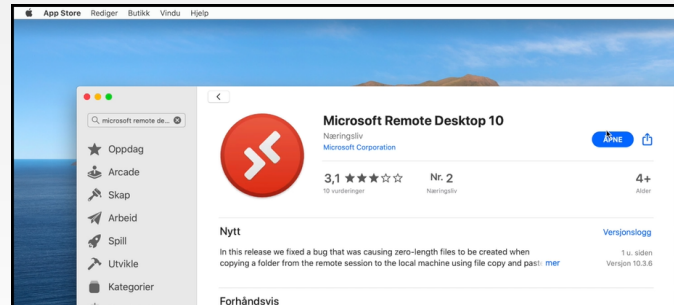 App Store Rediger Butikk Vindu Hjelp
microsoft remote de...
Oppdag
Arcade
Skap
Arbeid
Spill
Utvikle
Kategorier
Microsoft Remote Desktop 10
Næringsliv
Microsoft Corporation
ÅPNE
3,1 ★★★☆☆ Nr. 2 4+
10 vurderinger Næringsliv Alder
Nytt Versjonslogg
In this release we fixed a bug that was causing zero-length files to be created when 1 u. siden
copying a folder from the remote session to the local machine using file copy and paste mer Versjon 10.3.6
Forhåndsvis